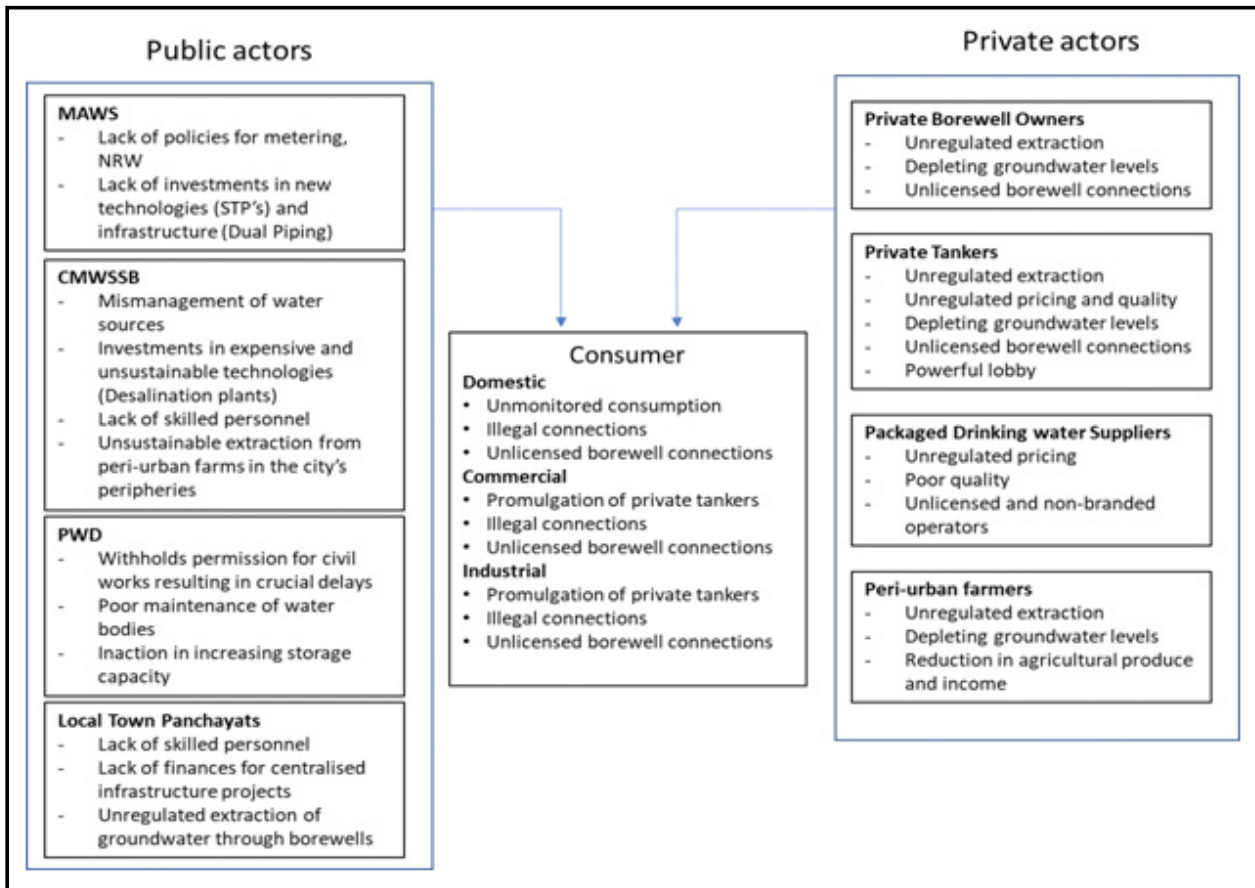 Public actors
MAWS
- Lack of policies for metering,
NRW
- Lack of investments in new
technologies (STP's) and
infrastructure (Dual Piping)
CMWSSB
- Mismanagement of water
sources
- Investments in expensive and
unsustainable technologies
(Desalination plants)
- Lack of skilled personnel
- Unsustainable extraction from
peri-urban farms in the city's
peripheries
PWD
- Withholds permission for civil
works resulting in crucial delays
- Poor maintenance of water
bodies
- Inaction in increasing storage
capacity
Local Town Panchayats
- Lack of skilled personnel
- Lack of finances for centralised
infrastructure projects
- Unregulated extraction of
groundwater through borewells
Consumer
Domestic
• Unmonitored consumption
• Illegal connections
• Unlicensed borewell connections
Commercial
• Promulgation of private tankers
• Illegal connections
• Unlicensed borewell connections
Industrial
• Promulgation of private tankers
• Illegal connections
• Unlicensed borewell connections
Private actors
Private Borewell Owners
- Unregulated extraction
- Depleting groundwater levels
- Unlicensed borewell connections
Private Tankers
- Unregulated extraction
- Unregulated pricing and quality
- Depleting groundwater levels
- Unlicensed borewell connections
- Powerful lobby
Packaged Drinking water Suppliers
- Unregulated pricing
- Poor quality
- Unlicensed and non-branded
operators
Peri-urban farmers
- Unregulated extraction
- Depleting groundwater levels
- Reduction in agricultural produce
and income